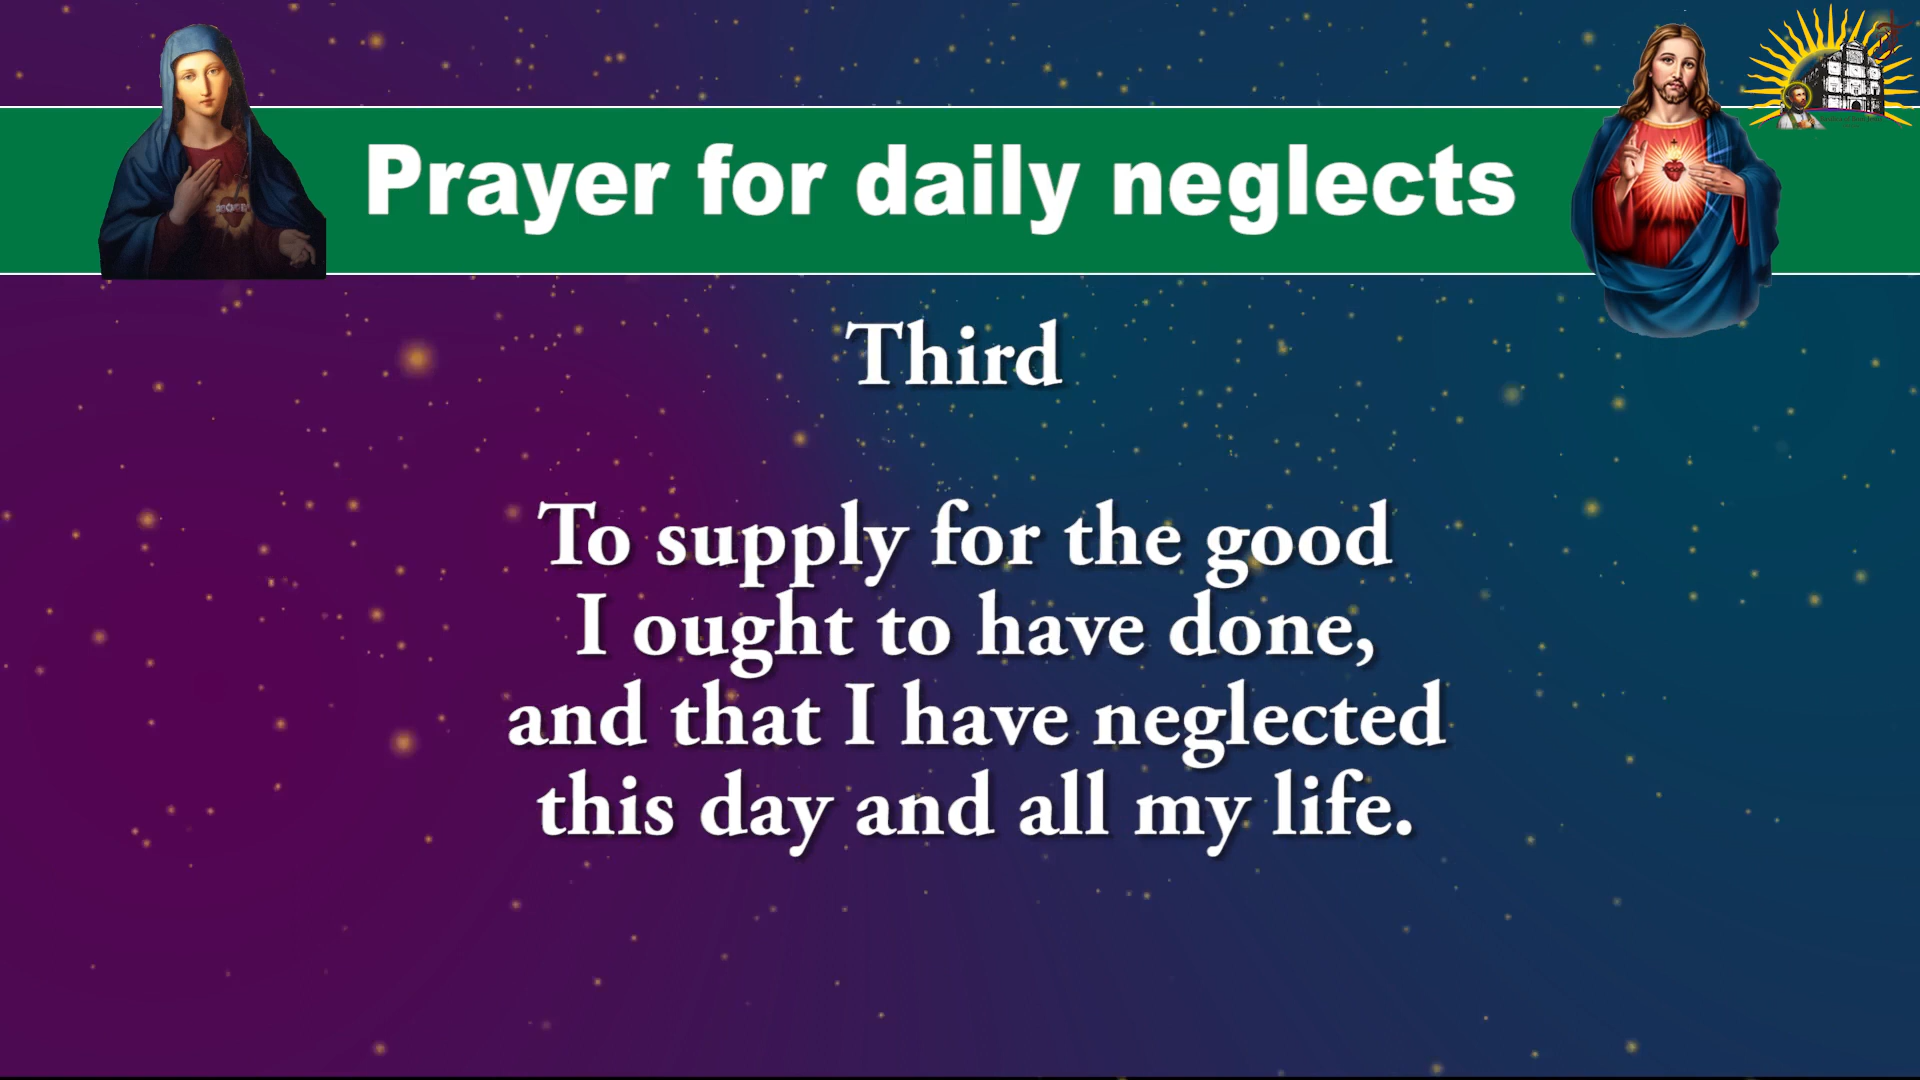 Prayer for daily neglects
Third
To supply for the good
I ought to have done,
and that I have neglected
this day and all my life.